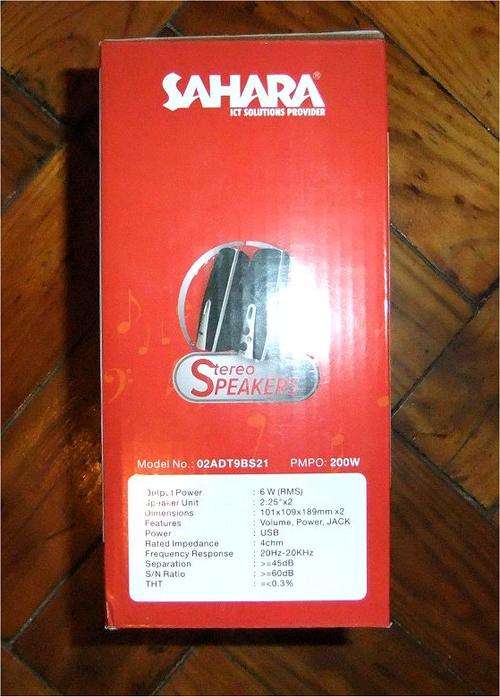 SAHARA®
ICT SOLUTIONS PROVIDER
Stereo
SPEAKERS
Model No.: 02ADT9BS21 PMPO: 200W
Output Power : 6 W (RMS)
Speaker Unit : 2.25"x2
Dimensions : 101x109x189mm x2
Features : Volume, Power, JACK
Power : USB
Rated Impedance : 4ohm
Frequency Response : 20Hz-20KHz
Separation : >=45dB
S/N Ratio : >=60dB
THT : =<0.3%